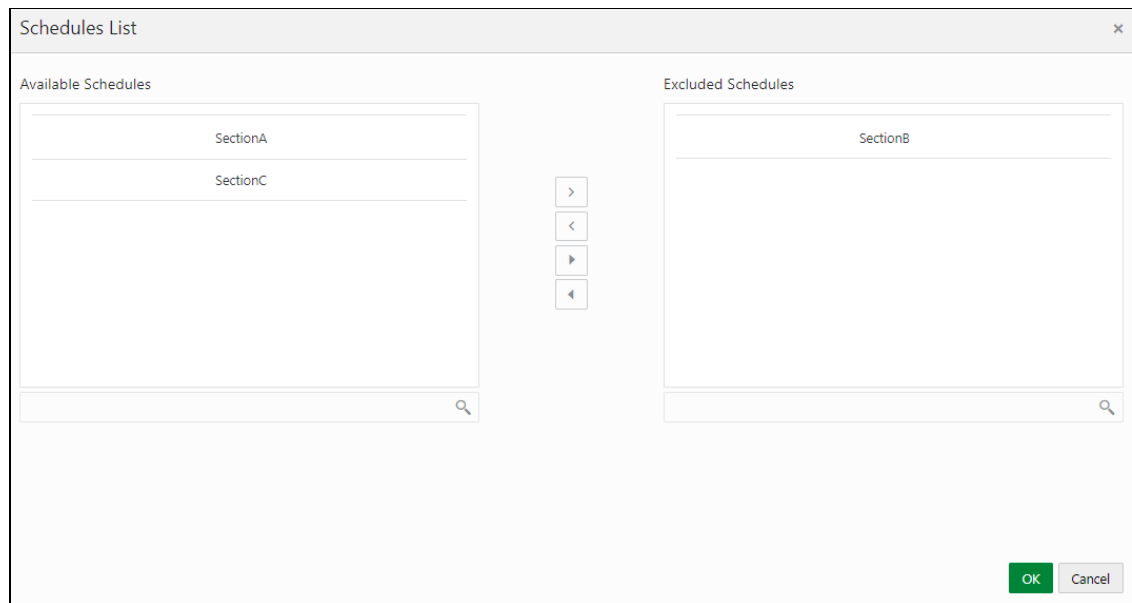 Schedules List
Available Schedules
SectionA
SectionC
Excluded Schedules
SectionB
OK
Cancel